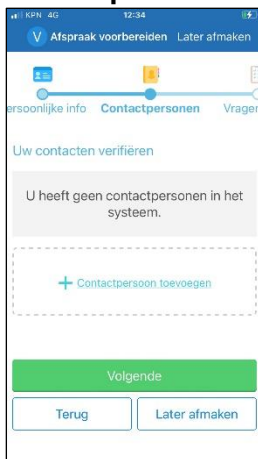 KPN 4G 12:34
V Afspraak voorbereiden Later afmaken
ersoonlijke info Contactpersonen Vragen
Uw contacten verifiëren
U heeft geen contactpersonen in het
systeem.
+ Contactpersoon toevoegen
Volgende
Terug Later afmaken